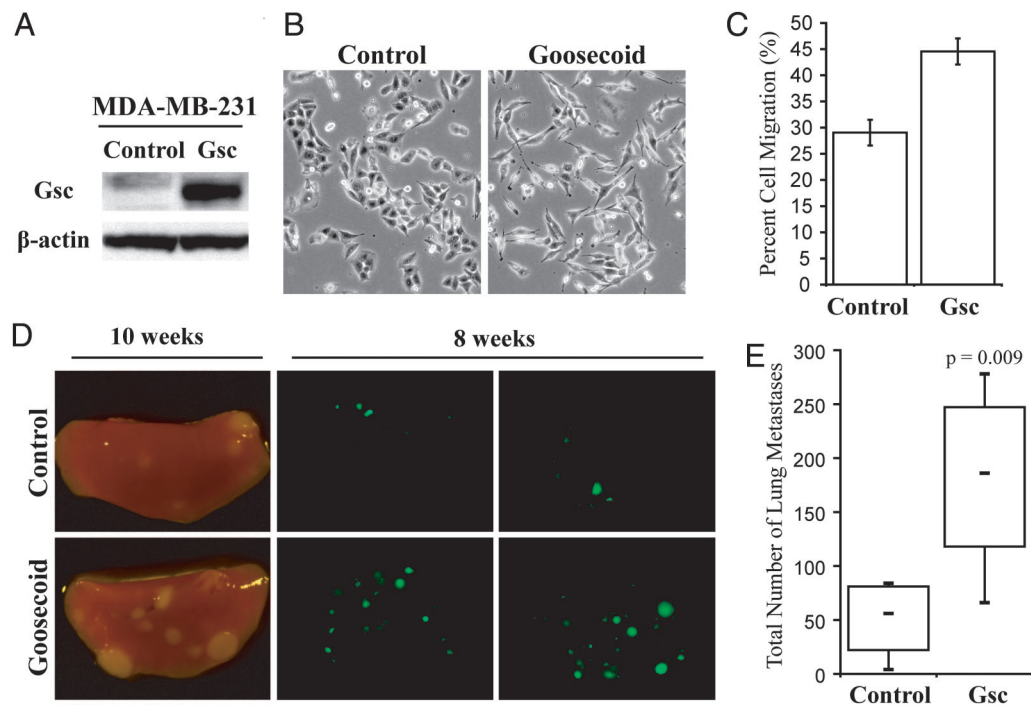 A
MDA-MB-231
Control Gsc
Gsc
β-actin
B
Control Goosecoid
C
Percent Cell Migration (%)
50
45
40
35
30
25
20
15
10
5
0
Control Gsc
D
10 weeks 8 weeks
Control
Goosecoid
E
Total Number of Lung Metastases
300
250
200
150
100
50
0
p = 0.009
Control Gsc